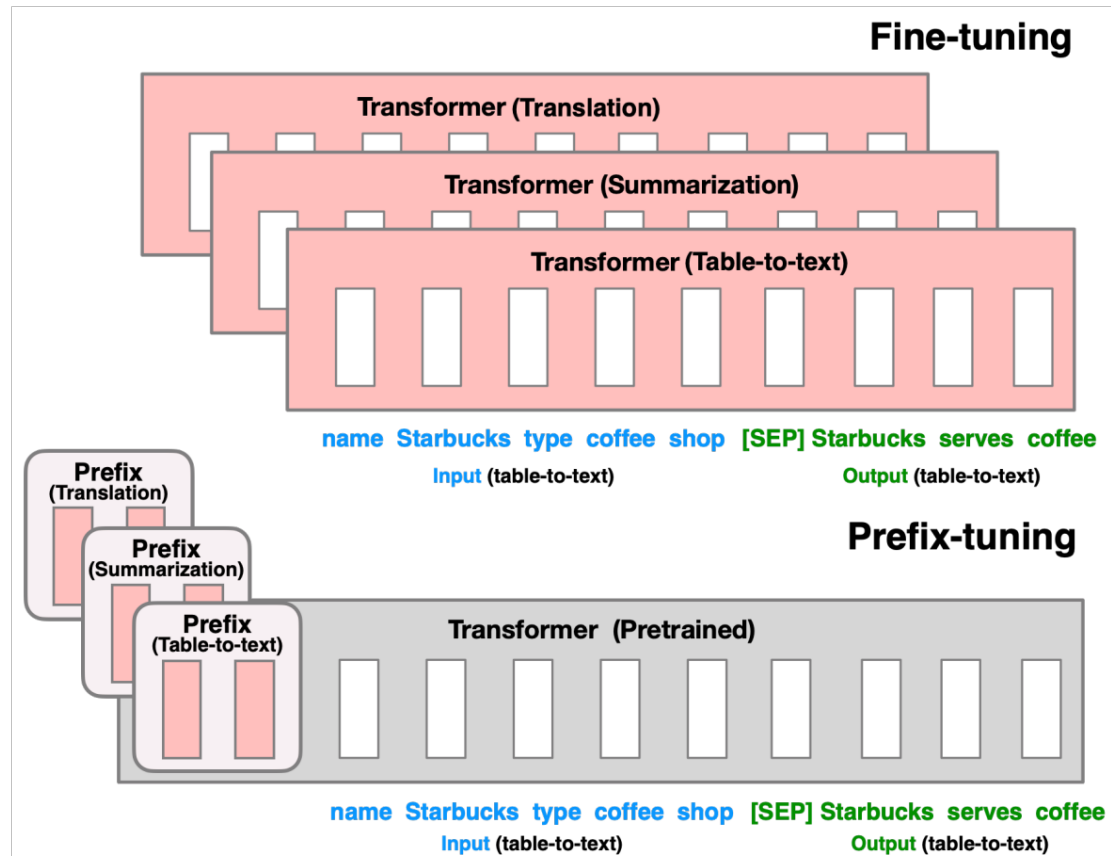 Fine-tuning
Transformer (Translation)
Transformer (Summarization)
Transformer (Table-to-text)
name Starbucks type coffee shop [SEP] Starbucks serves coffee
Input (table-to-text) Output (table-to-text)
Prefix
(Translation)
Prefix-tuning
Prefix
(Summarization)
Prefix
(Table-to-text)
Transformer (Pretrained)
name Starbucks type coffee shop [SEP] Starbucks serves coffee
Input (table-to-text) Output (table-to-text)